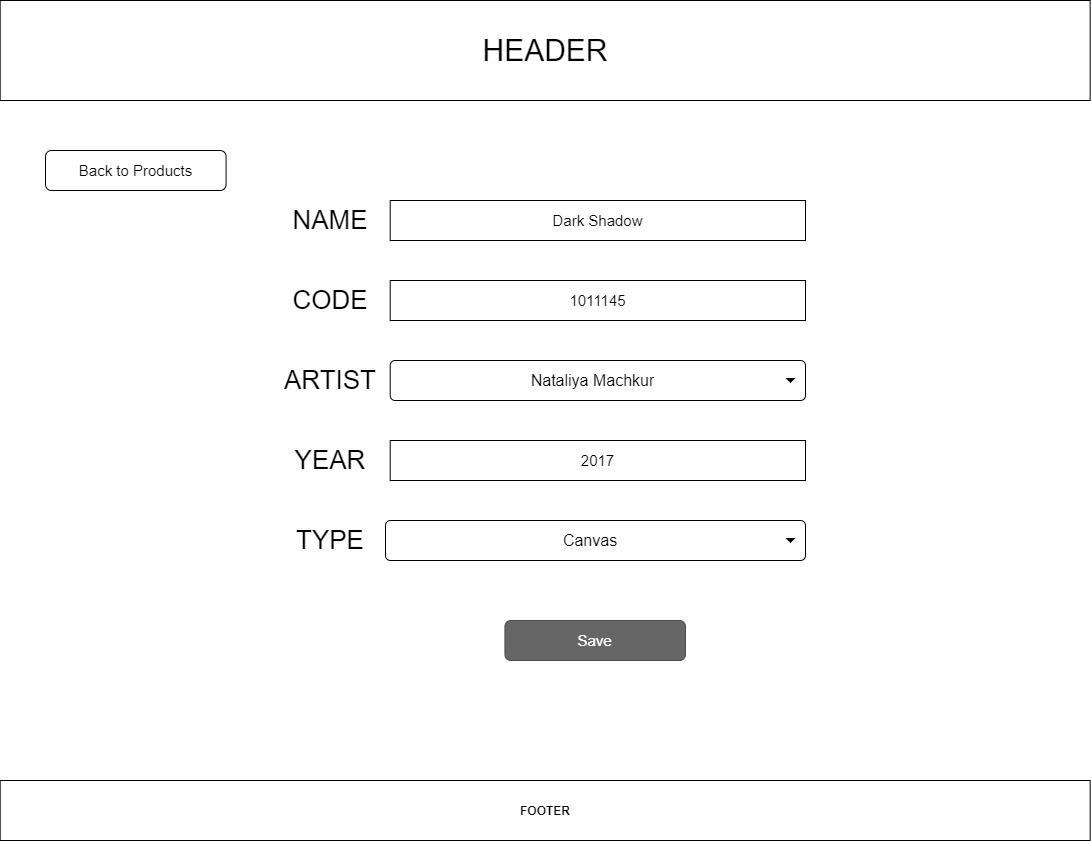 HEADER
Back to Products
NAME
Dark Shadow
CODE
1011145
ARTIST
Nataliya Machkur
YEAR
2017
TYPE
Canvas
Save
FOOTER